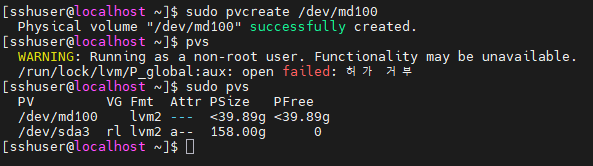 [sshuser@localhost ~]$ sudo pvcreate /dev/md100
  Physical volume "/dev/md100" successfully created.
[sshuser@localhost ~]$ pvs
  WARNING: Running as a non-root user. Functionality may be unavailable.
  /run/lock/lvm/P_global:aux: open failed: 허가 거부
[sshuser@localhost ~]$ sudo pvs
  PV         VG Fmt  Attr PSize   PFree
  /dev/md100    lvm2 ---  <39.89g <39.89g
  /dev/sda3  rl lvm2 a--  158.00g      0
[sshuser@localhost ~]$